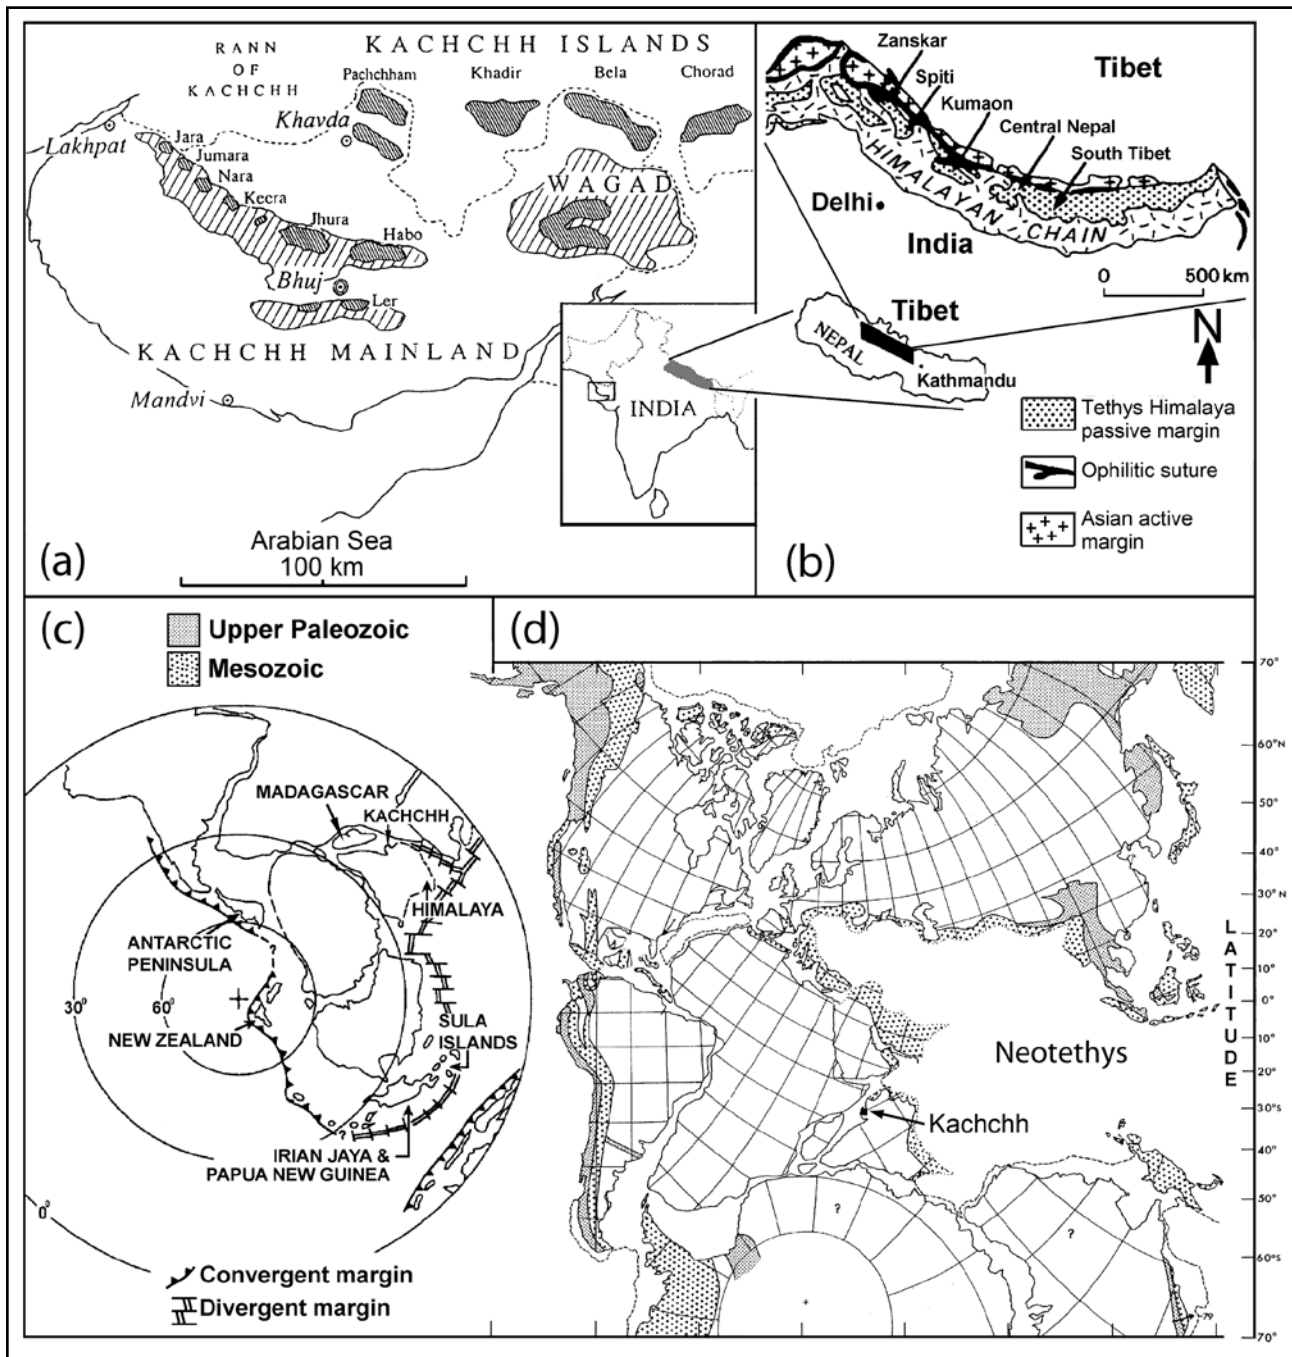 RANN
OF
KACHCHH
KACHCHH ISLANDS
Pachchham
Khadir
Bela
Chorad
Khavda
Lakhpat
Jara
Jumara
Nara
Keera
Jhura
Habo
WAGAD
Bhuj
Ler
KACHCHH MAINLAND
Mandvi
INDIA
Arabian Sea
100 km
(a)
Zanskar
Spiti
Kumaon
Central Nepal
South Tibet
Tibet
HIMALAYAN CHAIN
Delhi
India
0 500 km
Tibet
NEPAL
Kathmandu
N
Tethys Himalaya
passive margin
Ophilitic suture
Asian active
margin
(b)
(c)
Upper Paleozoic
Mesozoic
MADAGASCAR
KACHCHH
HIMALAYA
ANTARCTIC
PENINSULA
?
30°
60°
NEW ZEALAND
SULA
ISLANDS
?
IRIAN JAYA &
PAPUA NEW GUINEA
0°
Convergent margin
Divergent margin
(d)
70°
60°N
50°
40°
30°N
20°
10°
0°
10°
20°
30°S
40°
50°
60°S
70°
LATITUDE
Neotethys
Kachchh
?
?
+